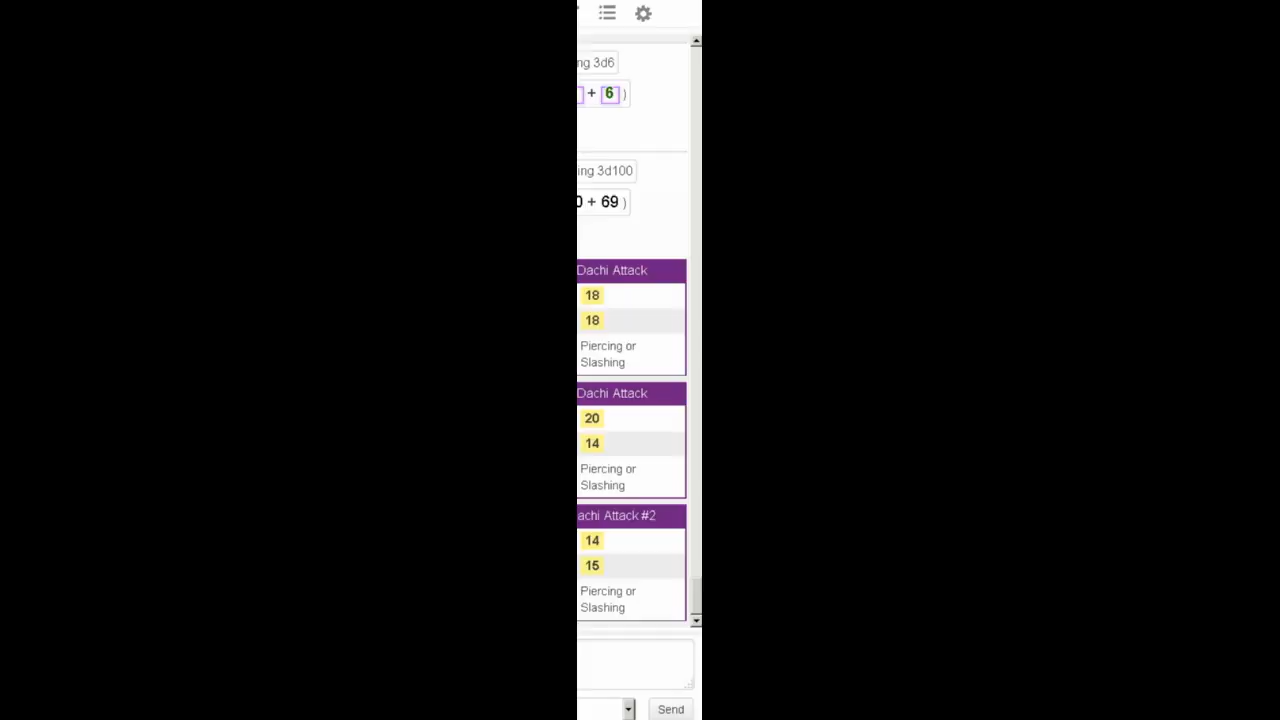 ng 3d6
+ 6 )
ing 3d100
0 + 69 )
Dachi Attack
18
18
Piercing or
Slashing
Dachi Attack
20
14
Piercing or
Slashing
achi Attack #2
14
15
Piercing or
Slashing
Send